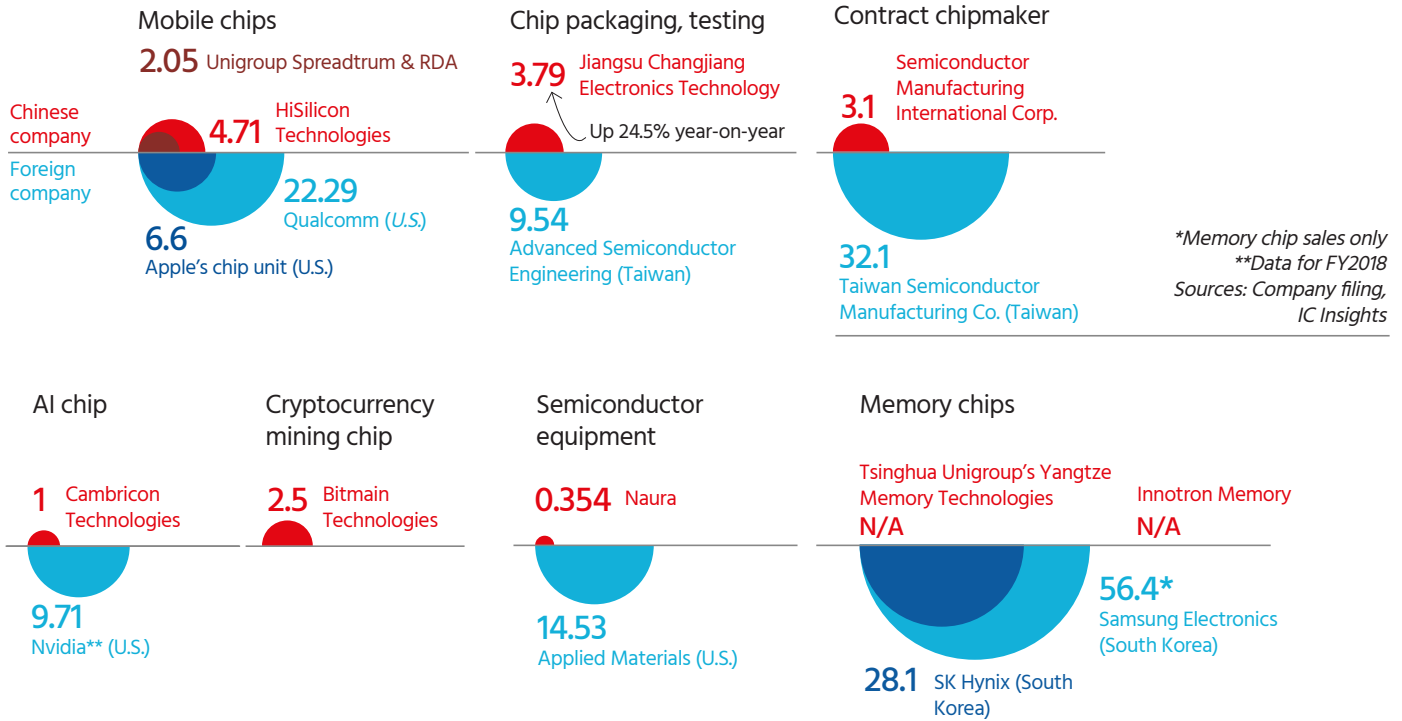 Mobile chips
2.05 Unigroup Spreadtrum & RDA
Chinese
company
4.71
HiSilicon
Technologies
Foreign
company
22.29
Qualcomm (U.S.)
6.6
Apple's chip unit (U.S.)
Chip packaging, testing
3.79
Jiangsu Changjiang
Electronics Technology
Up 24.5% year-on-year
9.54
Advanced Semiconductor
Engineering (Taiwan)
Contract chipmaker
3.1
Semiconductor
Manufacturing
International Corp.
32.1
Taiwan Semiconductor
Manufacturing Co. (Taiwan)
*Memory chip sales only
**Data for FY2018
Sources: Company filing,
IC Insights
AI chip
1
Cambricon
Technologies
9.71
Nvidia** (U.S.)
Cryptocurrency
mining chip
2.5
Bitmain
Technologies
Semiconductor
equipment
0.354 Naura
14.53
Applied Materials (U.S.)
Memory chips
Tsinghua Unigroup's Yangtze
Memory Technologies
N/A
Innotron Memory
N/A
56.4*
Samsung Electronics
(South Korea)
28.1
SK Hynix (South
Korea)